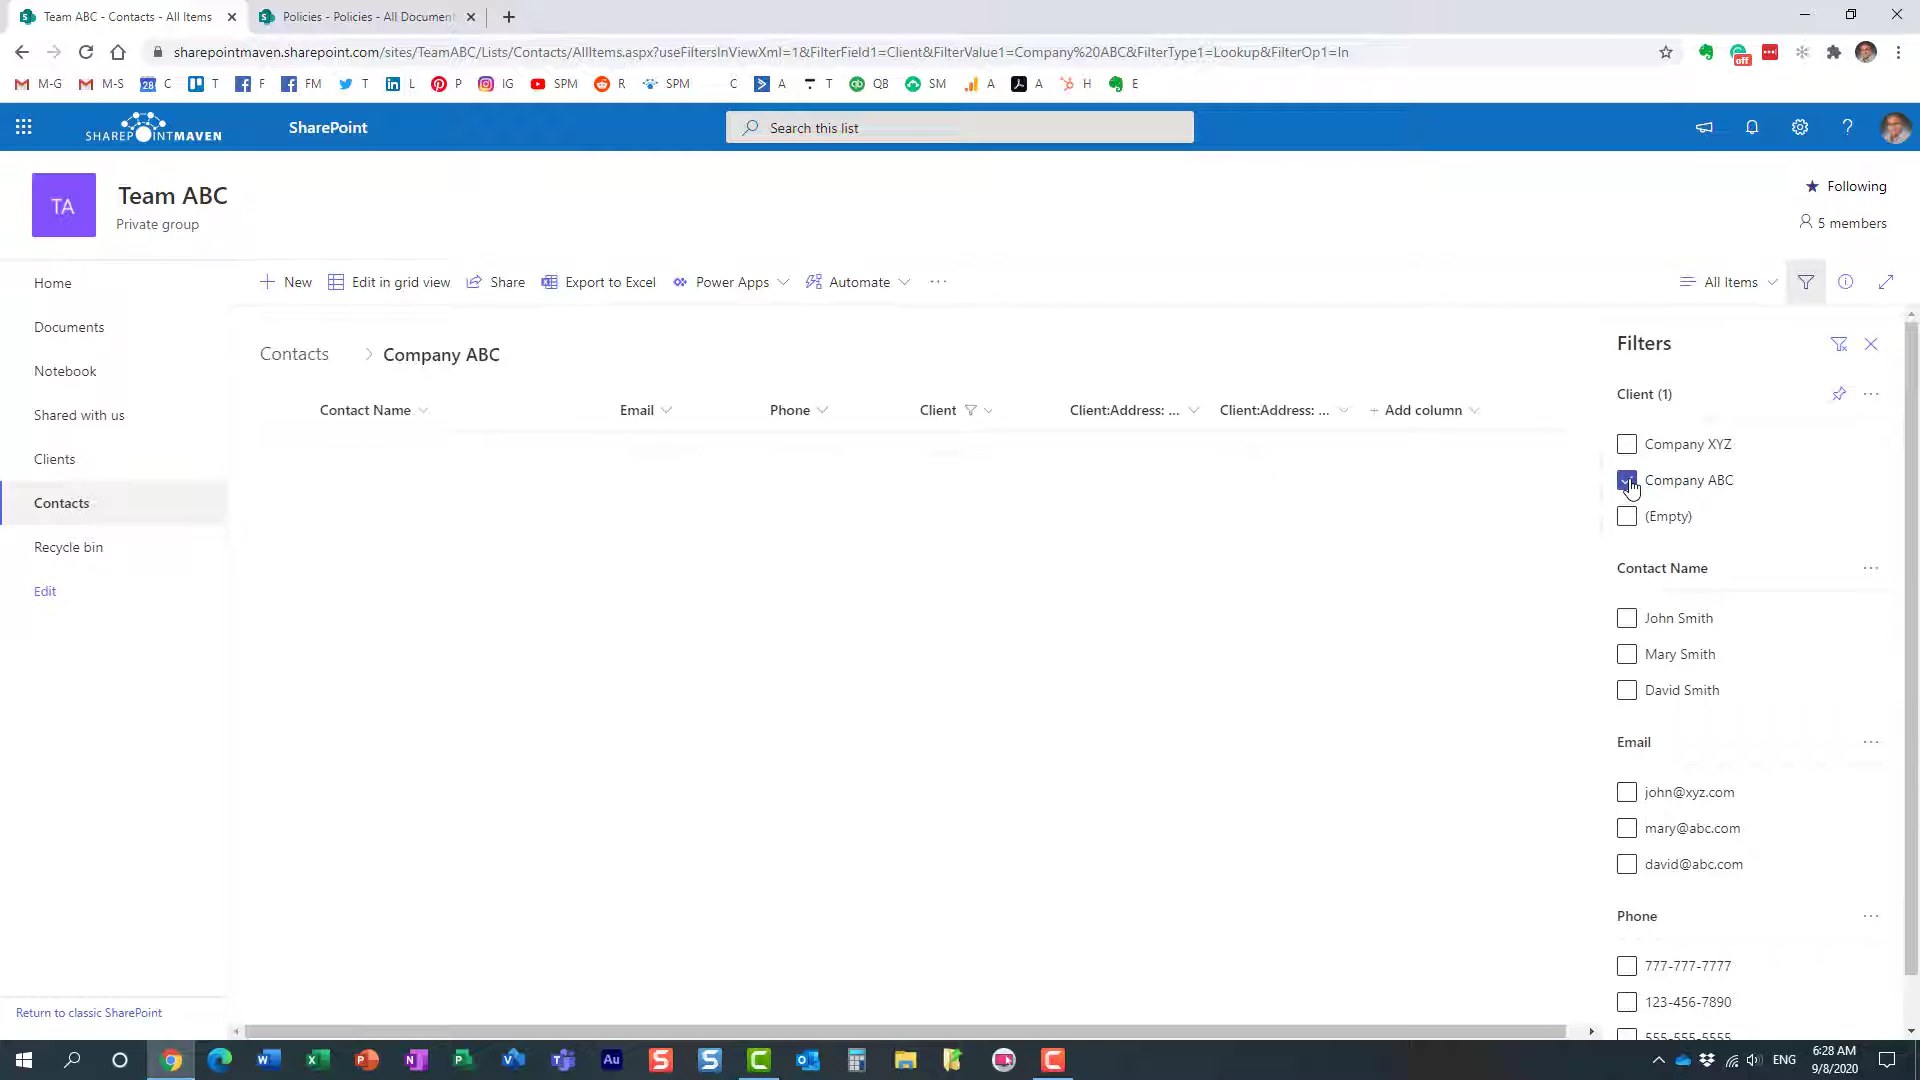 Team ABC - Contacts - All Items
Policies - Policies - All Document
sharepointmaven.sharepoint.com/sites/TeamABC/Lists/Contacts/AllItems.aspx?useFiltersInViewXml=1&FilterField1=Client&FilterValue1=Company%20ABC&FilterType1=Lookup&FilterOp1=In
off
M-G M-S 28 C T F FM T L P IG SPM R SPM C A T QB SM A A H E
SHAREPOINTMAVEN SharePoint Search this list
TA
Team ABC
Private group
Following
5 members
New Edit in grid view Share Export to Excel Power Apps Automate ··· All Items
Home
Documents
Notebook
Shared with us
Clients
Contacts
Recycle bin
Edit
Return to classic SharePoint
Contacts > Company ABC
Contact Name Email Phone Client Client:Address: ... Client:Address: ... + Add column
Filters
Client (1)
Company XYZ
Company ABC
(Empty)
Contact Name
John Smith
Mary Smith
David Smith
Email
john@xyz.com
mary@abc.com
david@abc.com
Phone
777-777-7777
123-456-7890
555-555-5555
Au
ENG
6:28 AM
9/8/2020